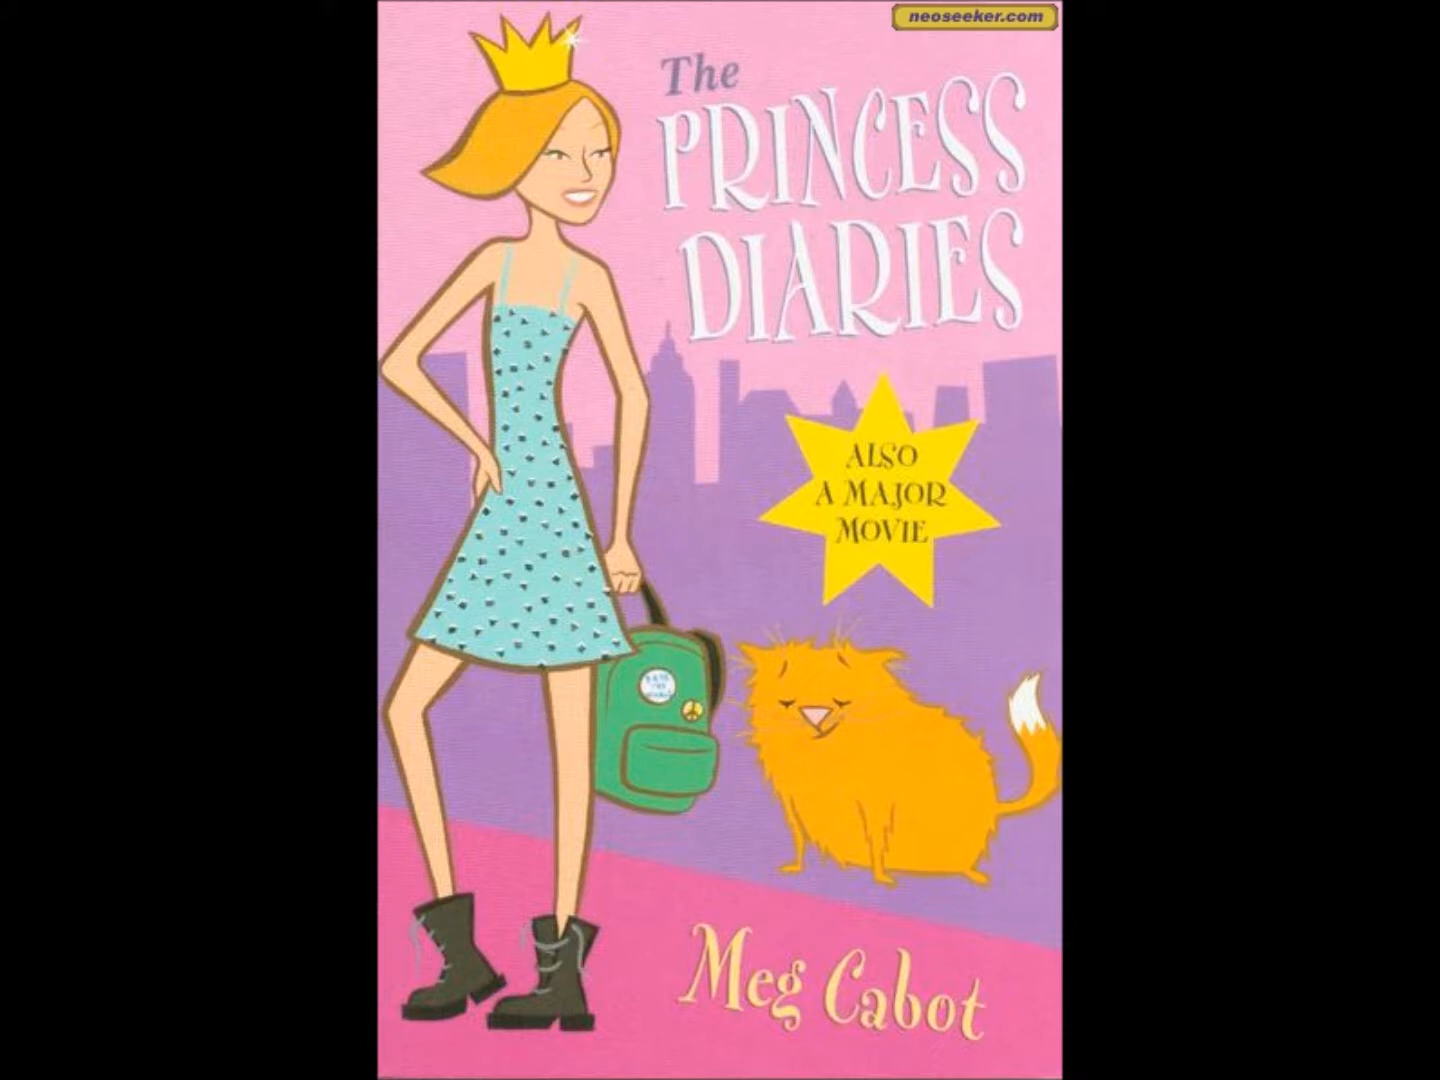 neoseeker.com
The
PRINCESS
DIARIES
ALSO
A MAJOR
MOVIE
Meg Cabot